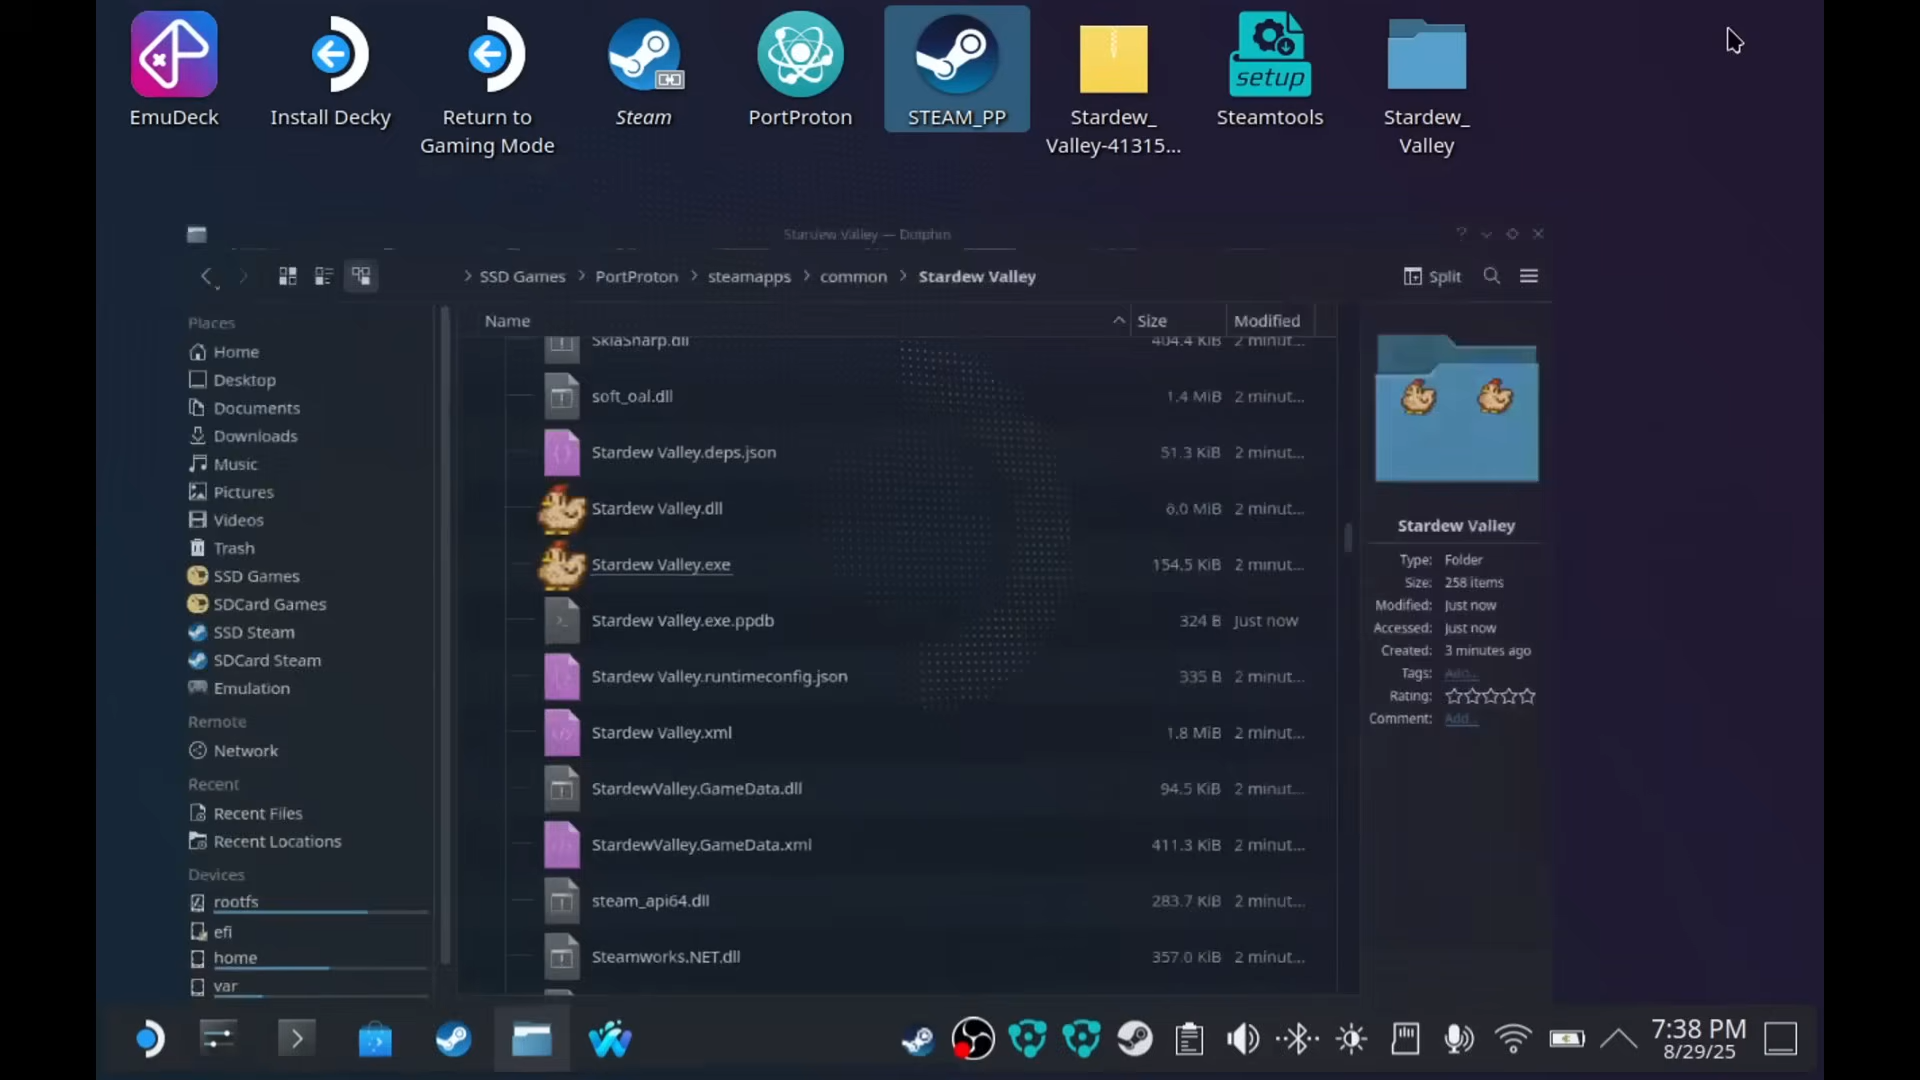 EmuDeck
Install Decky
Return to
Gaming Mode
Steam
PortProton
STEAM_PP
Stardew_
Valley-41315...
setup
Steamtools
Stardew_
Valley
Stardew Valley — Dolphin
SSD Games
PortProton
steamapps
common
Stardew Valley
Split
Places
Home
Desktop
Documents
Downloads
Music
Pictures
Videos
Trash
SSD Games
SDCard Games
SSD Steam
SDCard Steam
Emulation
Remote
Network
Recent
Recent Files
Recent Locations
Devices
rootfs
efi
home
var
Name Size Modified
SkiaSharp.dll 404.4 KiB 2 minut...
soft_oal.dll 1.4 MiB 2 minut...
Stardew Valley.deps.json 51.3 KiB 2 minut...
Stardew Valley.dll 6.0 MiB 2 minut...
Stardew Valley.exe 154.5 KiB 2 minut...
Stardew Valley.exe.ppdb 324 B Just now
Stardew Valley.runtimeconfig.json 335 B 2 minut...
Stardew Valley.xml 1.8 MiB 2 minut...
StardewValley.GameData.dll 94.5 KiB 2 minut...
StardewValley.GameData.xml 411.3 KiB 2 minut...
steam_api64.dll 283.7 KiB 2 minut...
Steamworks.NET.dll 357.0 KiB 2 minut...
Stardew Valley
Type: Folder
Size: 258 items
Modified: Just now
Accessed: Just now
Created: 3 minutes ago
Tags: Add...
Rating:
Comment: Add...
7:38 PM
8/29/25